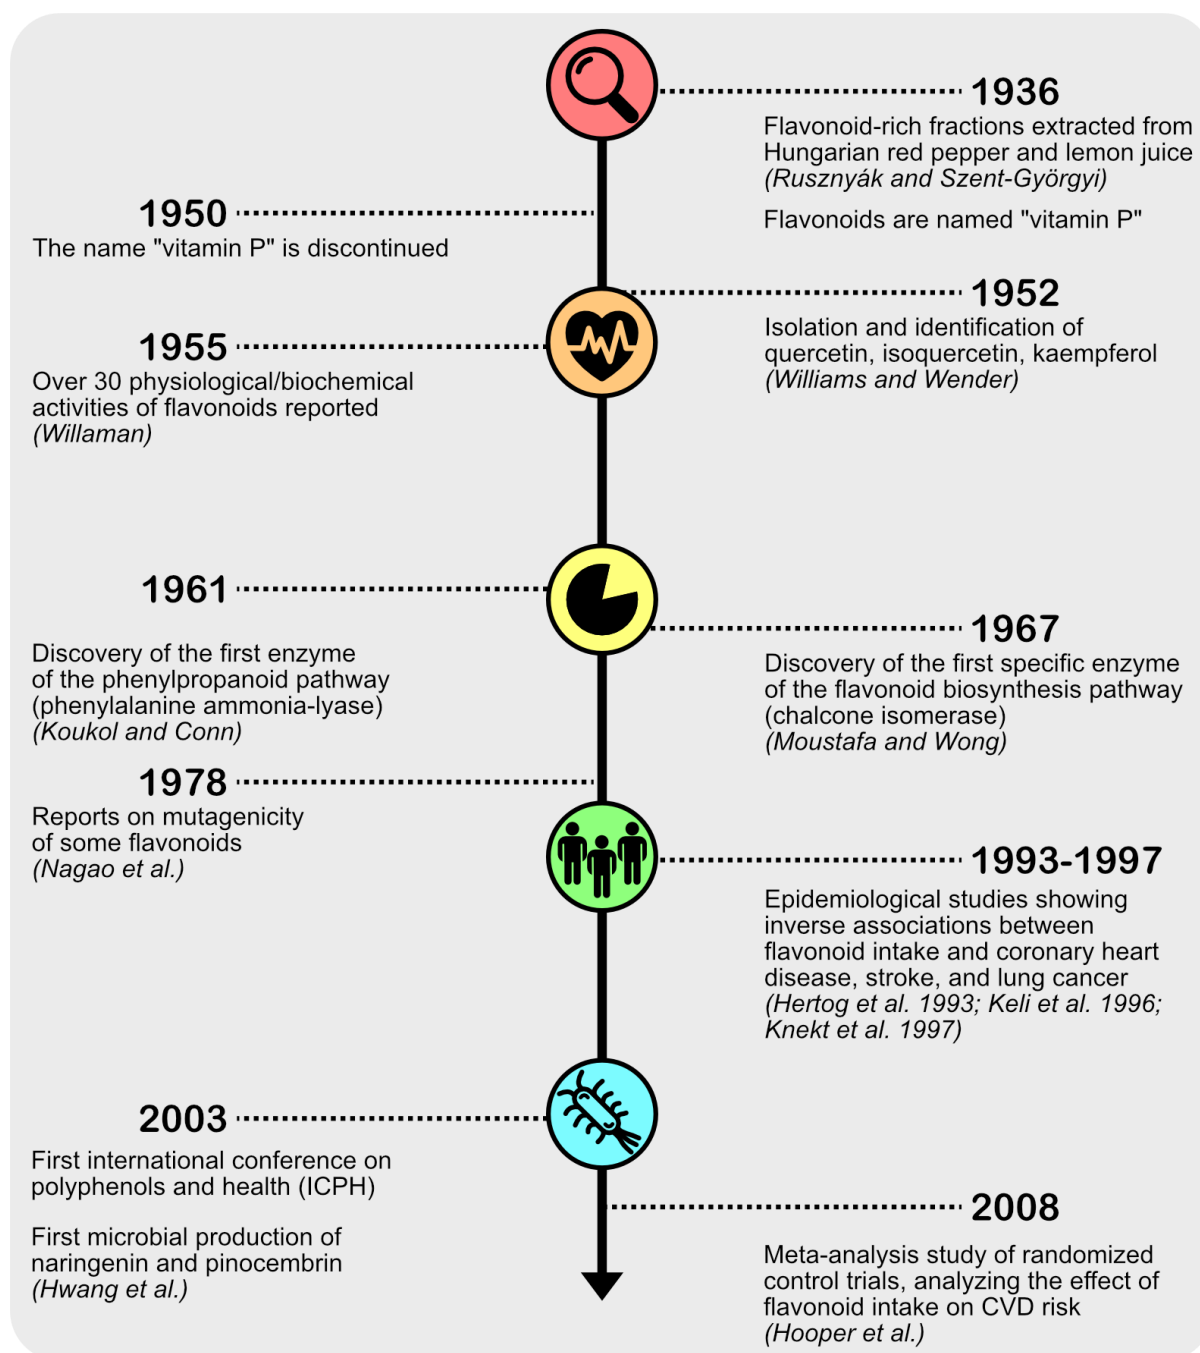 1936
Flavonoid-rich fractions extracted from
Hungarian red pepper and lemon juice
(Rusznyák and Szent-Györgyi)
Flavonoids are named "vitamin P"
1950
The name "vitamin P" is discontinued
1952
Isolation and identification of
quercetin, isoquercetin, kaempferol
(Williams and Wender)
1955
Over 30 physiological/biochemical
activities of flavonoids reported
(Willaman)
1961
Discovery of the first enzyme
of the phenylpropanoid pathway
(phenylalanine ammonia-lyase)
(Koukol and Conn)
1967
Discovery of the first specific enzyme
of the flavonoid biosynthesis pathway
(chalcone isomerase)
(Moustafa and Wong)
1978
Reports on mutagenicity
of some flavonoids
(Nagao et al.)
1993-1997
Epidemiological studies showing
inverse associations between
flavonoid intake and coronary heart
disease, stroke, and lung cancer
(Hertog et al. 1993; Keli et al. 1996;
Knekt et al. 1997)
2003
First international conference on
polyphenols and health (ICPH)
First microbial production of
naringenin and pinocembrin
(Hwang et al.)
2008
Meta-analysis study of randomized
control trials, analyzing the effect of
flavonoid intake on CVD risk
(Hooper et al.)